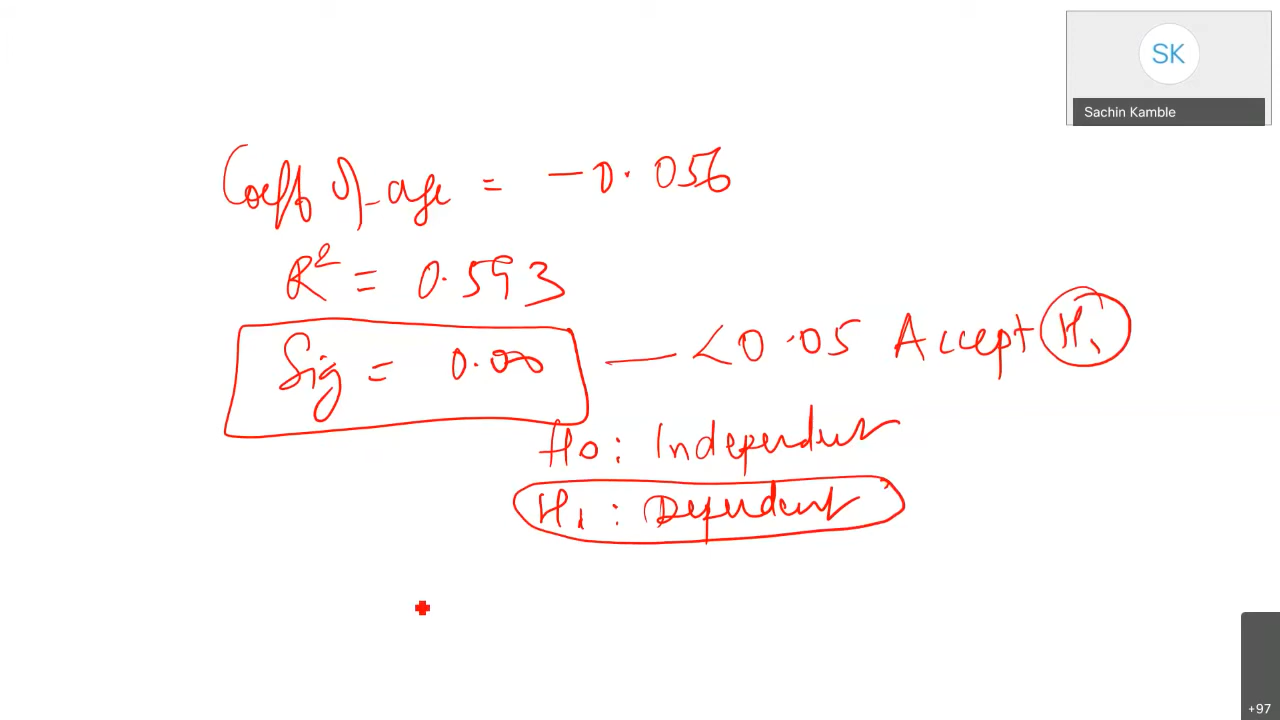 SK
Sachin Kamble
Coeff of age = -0.056
R² = 0.593
Sig = 0.00 — <0.05 Accept H₁
H0: Independent
H₁: Dependent
+97